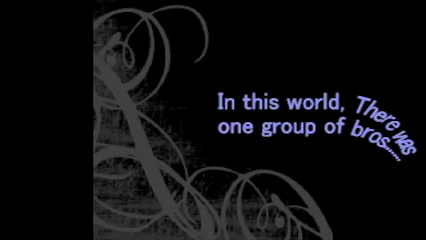 In this world, There was
one group of bros......